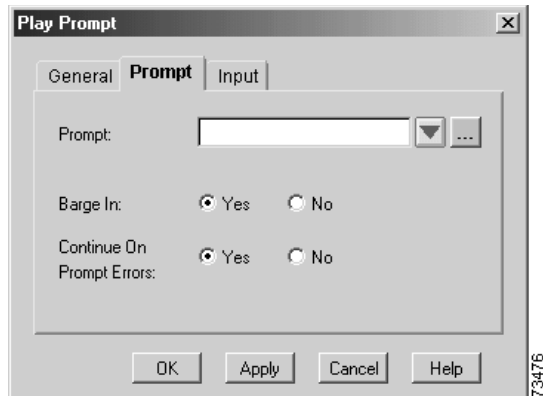 Play Prompt
General Prompt Input
Prompt: ...
Barge In: Yes No
Continue On
Prompt Errors: Yes No
OK Apply Cancel Help
73476